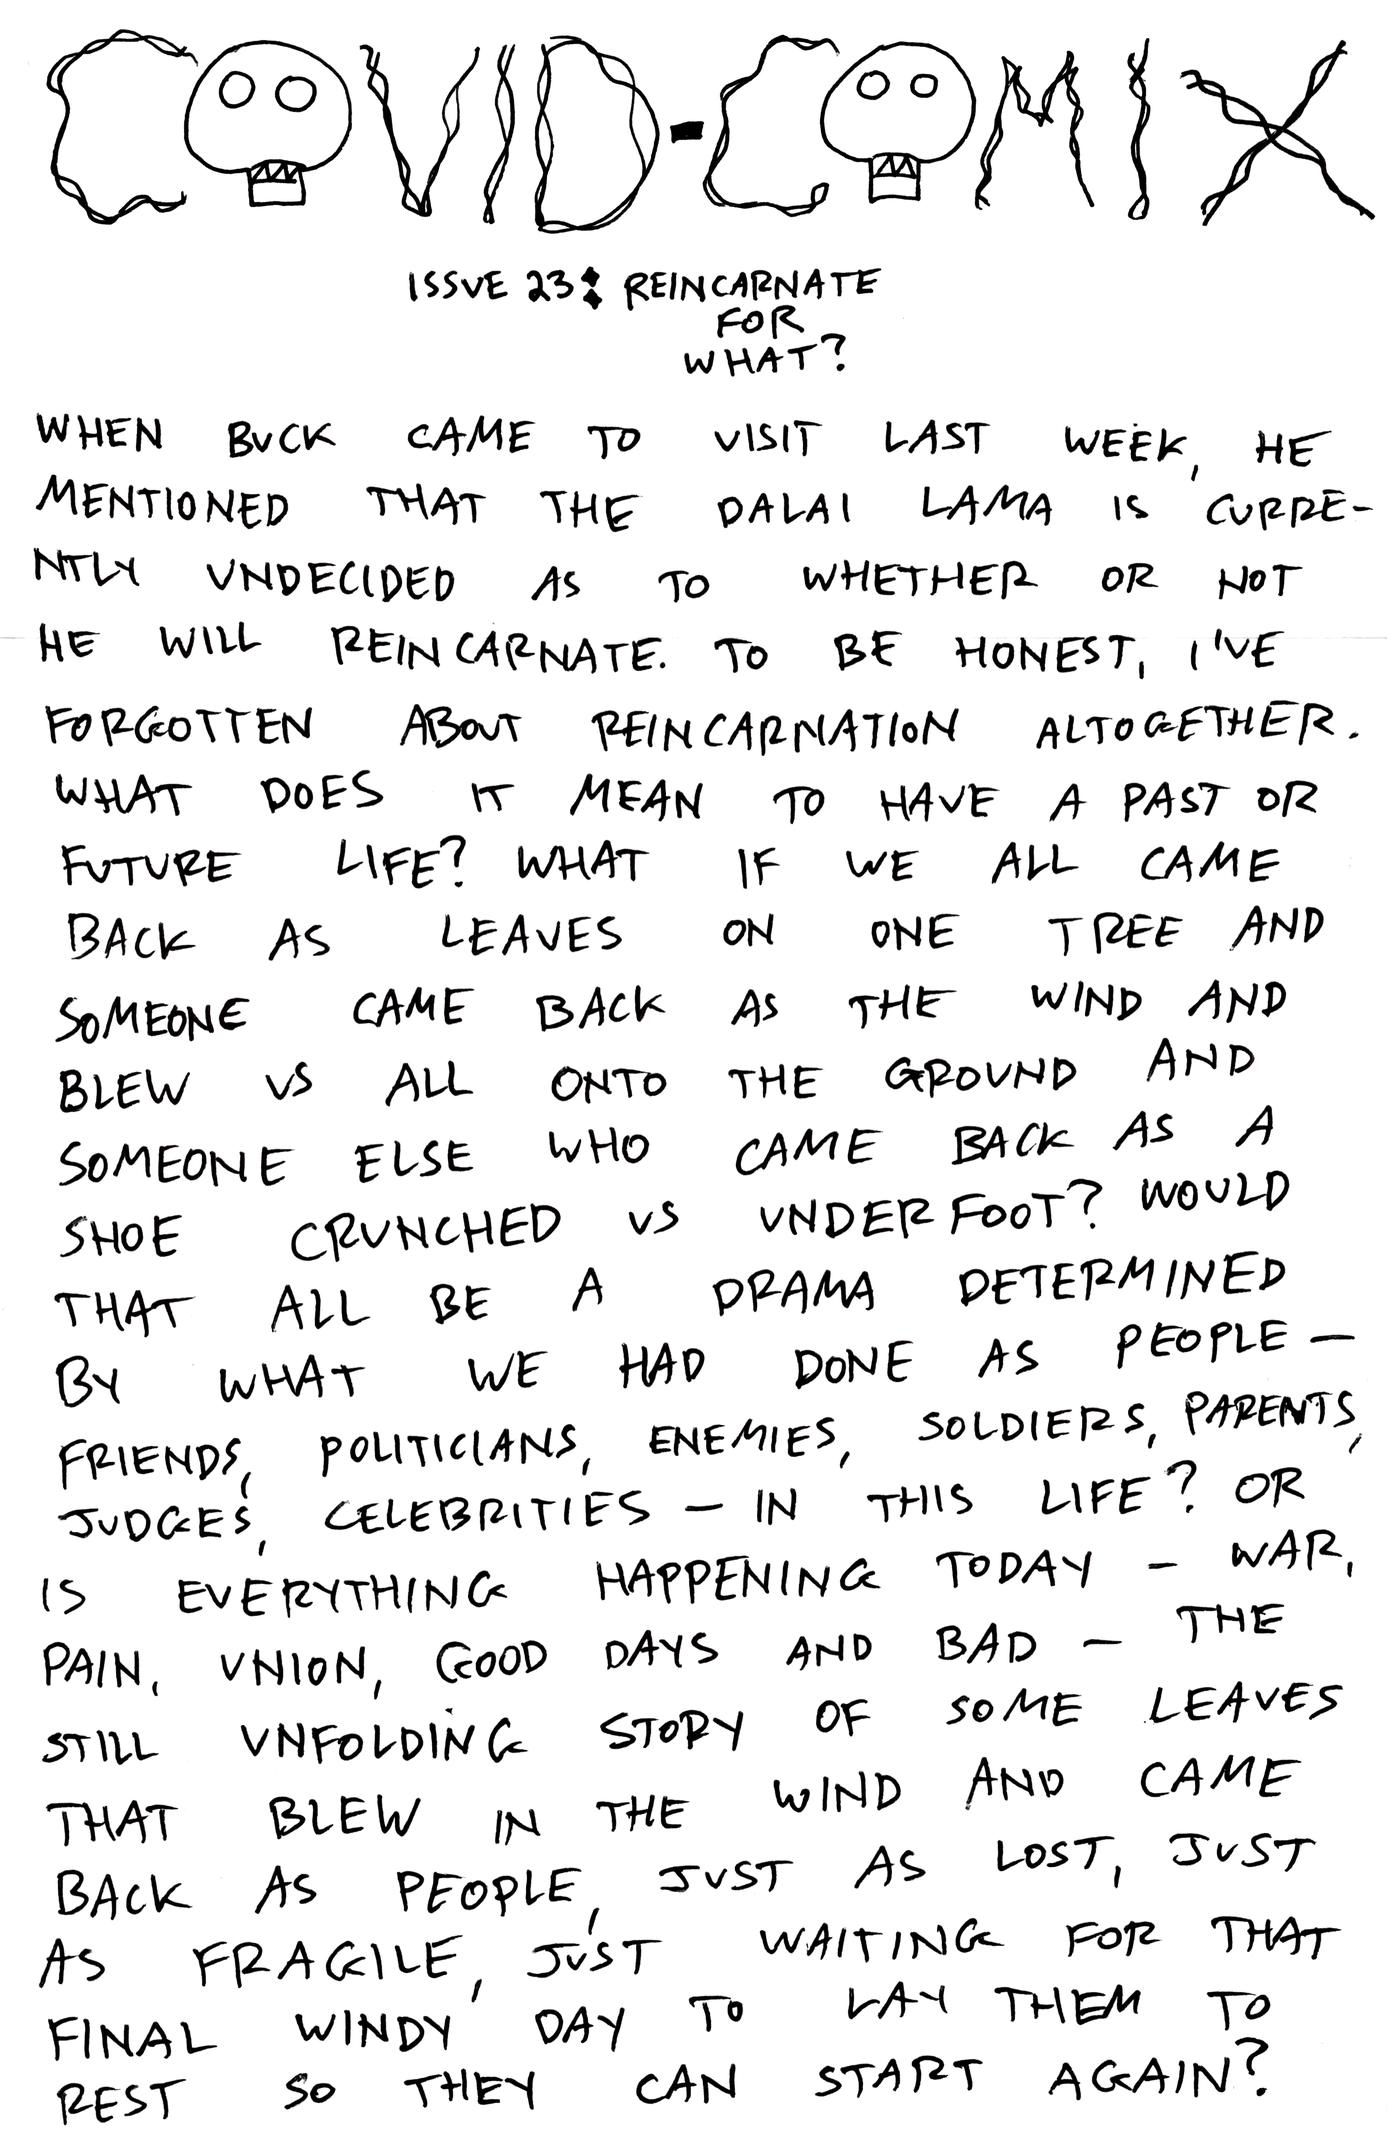 COVID-COMIX
ISSUE 23: REINCARNATE
FOR
WHAT?
WHEN BUCK CAME TO VISIT LAST WEEK, HE
MENTIONED THAT THE DALAI LAMA IS CURRE-
NTLY UNDECIDED AS TO WHETHER OR NOT
HE WILL REINCARNATE. TO BE HONEST, I'VE
FORGOTTEN ABOUT REINCARNATION ALTOGETHER.
WHAT DOES IT MEAN TO HAVE A PAST OR
FUTURE LIFE? WHAT IF WE ALL CAME
BACK AS LEAVES ON ONE TREE AND
SOMEONE CAME BACK AS THE WIND AND
BLEW US ALL ONTO THE GROUND AND
SOMEONE ELSE WHO CAME BACK AS A
SHOE CRUNCHED US UNDERFOOT? WOULD
THAT ALL BE A DRAMA DETERMINED
BY WHAT WE HAD DONE AS PEOPLE —
FRIENDS, POLITICIANS, ENEMIES, SOLDIERS, PARENTS,
JUDGES, CELEBRITIES — IN THIS LIFE? OR
IS EVERYTHING HAPPENING TODAY — WAR,
PAIN, UNION, GOOD DAYS AND BAD — THE
STILL UNFOLDING STORY OF SOME LEAVES
THAT BLEW IN THE WIND AND CAME
BACK AS PEOPLE, JUST AS LOST, JUST
AS FRAGILE, JUST WAITING FOR THAT
FINAL WINDY DAY TO LAY THEM TO
REST SO THEY CAN START AGAIN?